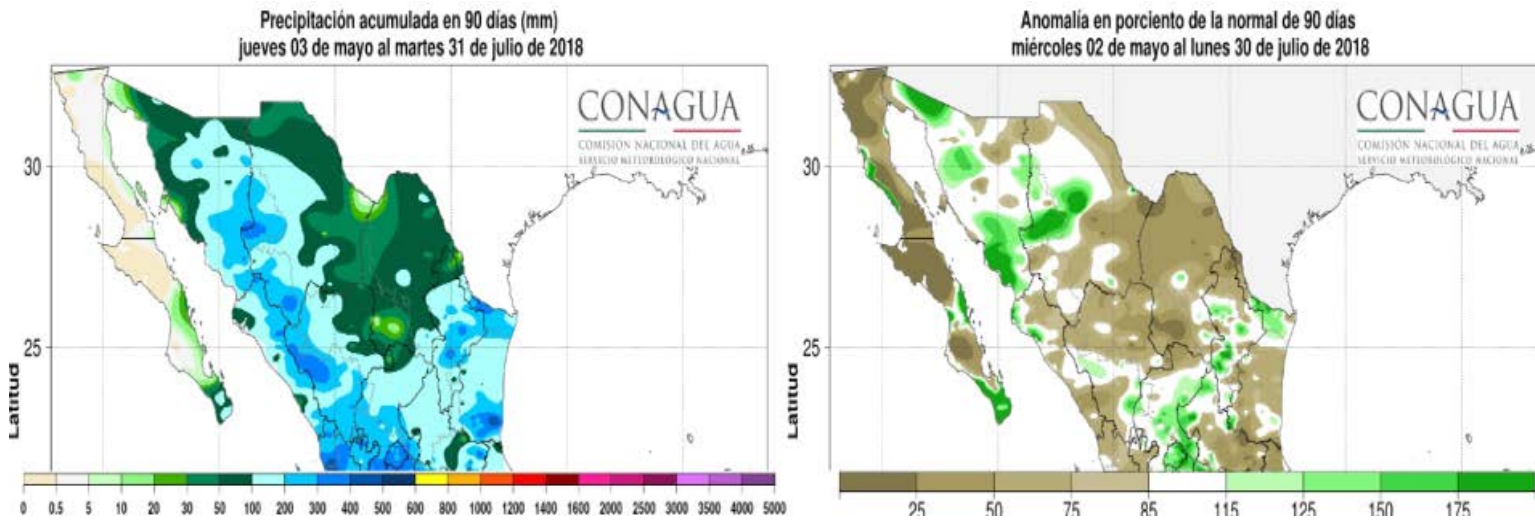 Precipitación acumulada en 90 días (mm)
jueves 03 de mayo al martes 31 de julio de 2018
CONAGUA
COMISIÓN NACIONAL DEL AGUA
SERVICIO METEOROLÓGICO NACIONAL
30
25
Latitud
0 0.5 5 10 20 30 50 100 200 300 400 500 600 800 1000 1200 1400 1600 2000 2500 3000 3500 4000 5000
Anomalía en porciento de la normal de 90 días
miércoles 02 de mayo al lunes 30 de julio de 2018
CONAGUA
COMISIÓN NACIONAL DEL AGUA
SERVICIO METEOROLÓGICO NACIONAL
30
25
Latitud
25 50 75 85 115 125 150 175